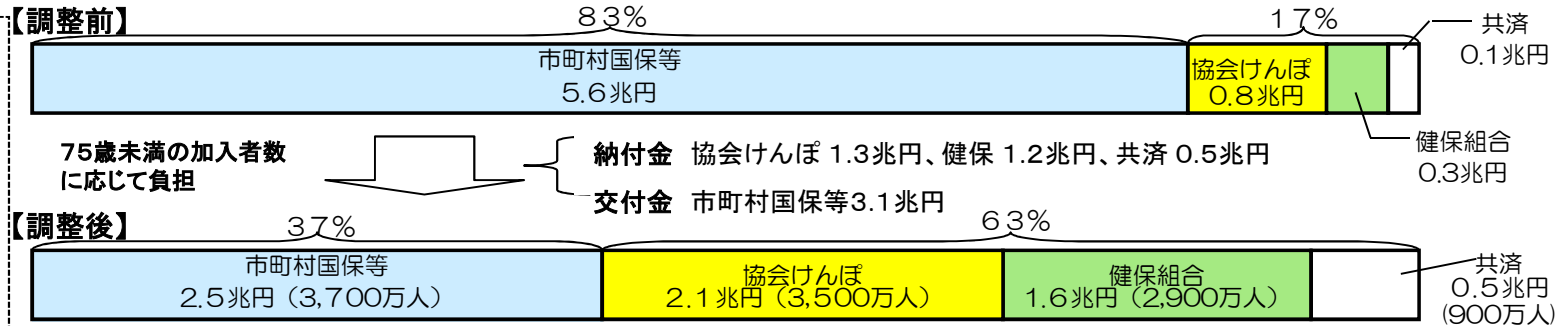 【調整前】
83%
17%
共済
0.1兆円
市町村国保等
5.6兆円
協会けんぽ
0.8兆円
健保組合
0.3兆円
75歳未満の加入者数
に応じて負担
納付金 協会けんぽ 1.3兆円、健保 1.2兆円、共済 0.5兆円
交付金 市町村国保等3.1兆円
【調整後】
37%
63%
市町村国保等
2.5兆円（3,700万人）
協会けんぽ
2.1兆円（3,500万人）
健保組合
1.6兆円（2,900万人）
共済
0.5兆円
(900万人)